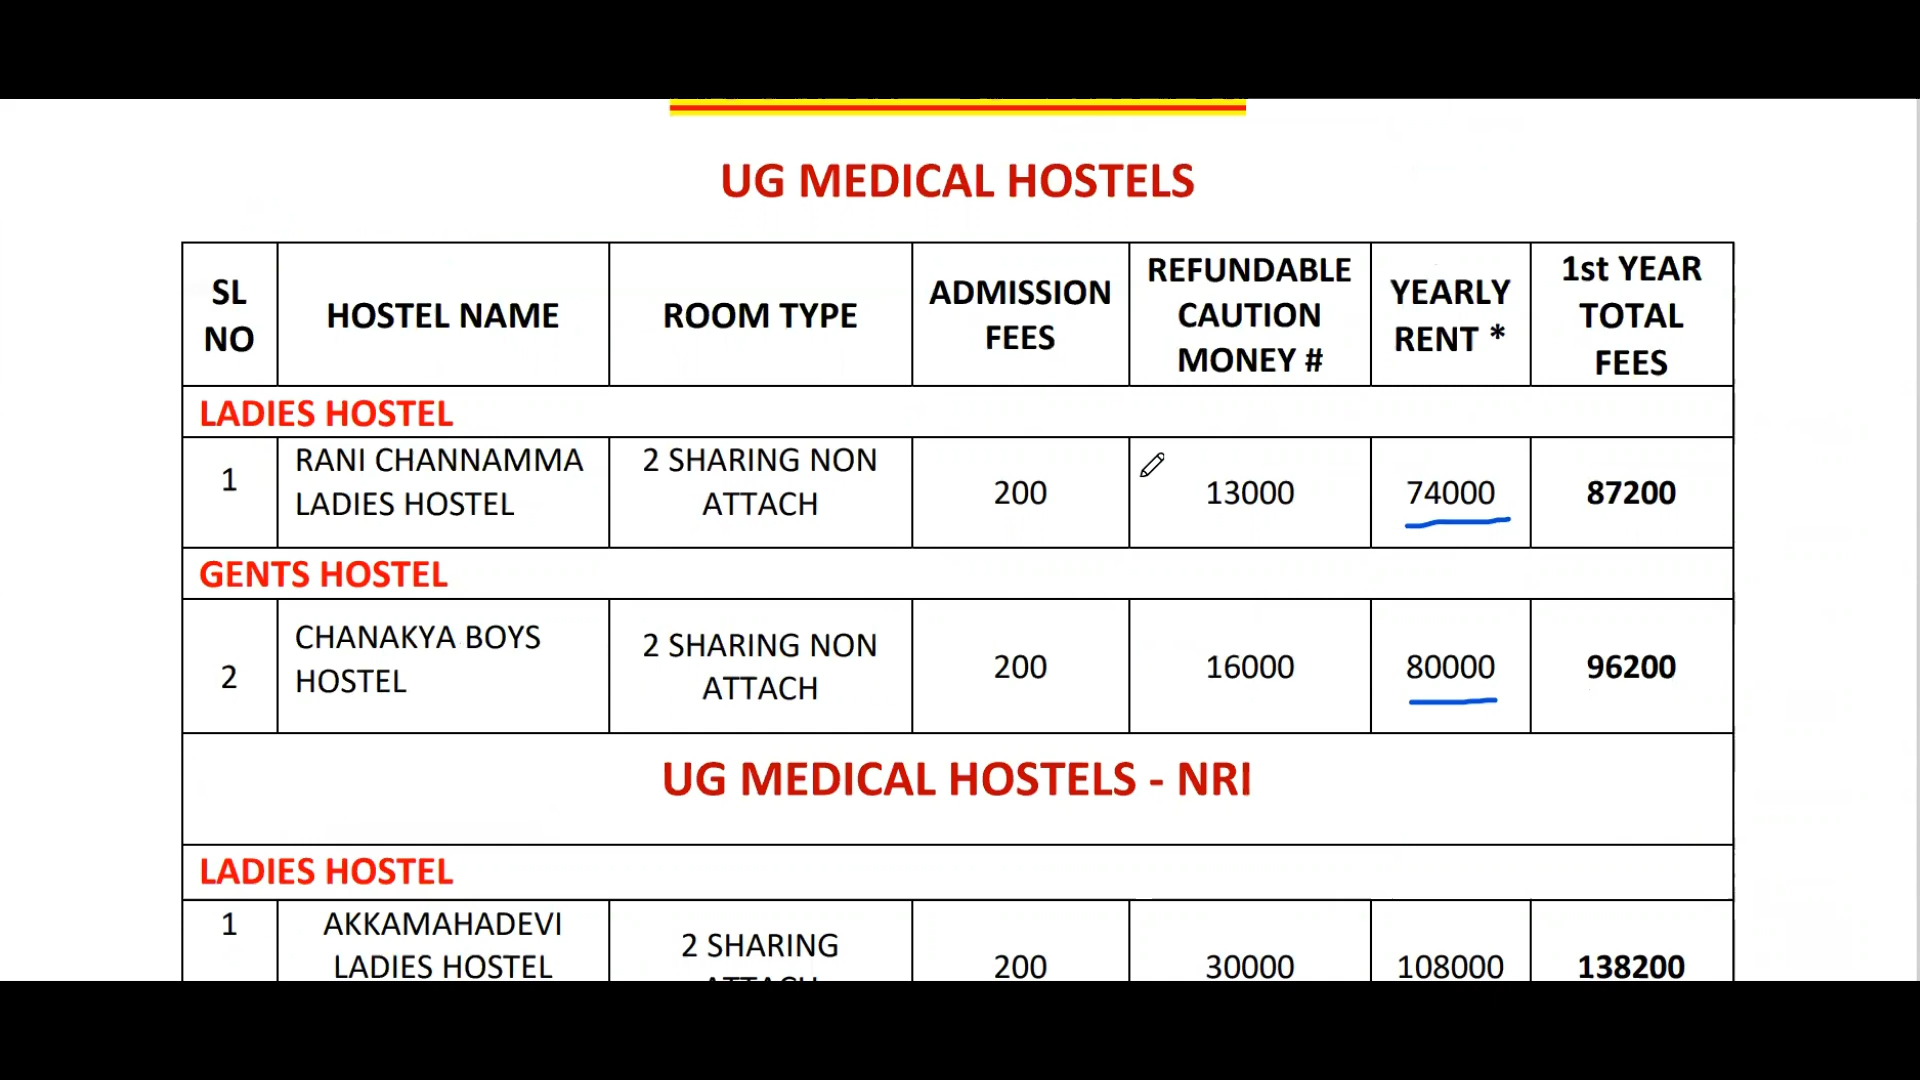 UG MEDICAL HOSTELS
SL NO | HOSTEL NAME | ROOM TYPE | ADMISSION FEES | REFUNDABLE CAUTION MONEY # | YEARLY RENT * | 1st YEAR TOTAL FEES
LADIES HOSTEL
1 | RANI CHANNAMMA LADIES HOSTEL | 2 SHARING NON ATTACH | 200 | 13000 | 74000 | 87200
GENTS HOSTEL
2 | CHANAKYA BOYS HOSTEL | 2 SHARING NON ATTACH | 200 | 16000 | 80000 | 96200
UG MEDICAL HOSTELS - NRI
LADIES HOSTEL
1 | AKKAMAHADEVI LADIES HOSTEL | 2 SHARING | 200 | 30000 | 108000 | 138200